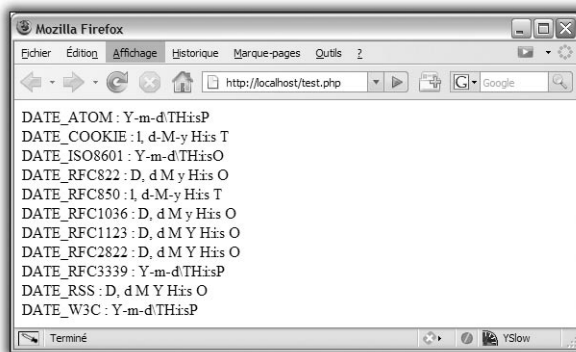 Mozilla Firefox
Fichier Édition Affichage Historique Marque-pages Outils ?
http://localhost/test.php G Google
DATE_ATOM : Y-m-d\TH:i:sP
DATE_COOKIE : l, d-M-y H:i:s T
DATE_ISO8601 : Y-m-d\TH:i:sO
DATE_RFC822 : D, d M y H:i:s O
DATE_RFC850 : l, d-M-y H:i:s T
DATE_RFC1036 : D, d M y H:i:s O
DATE_RFC1123 : D, d M Y H:i:s O
DATE_RFC2822 : D, d M Y H:i:s O
DATE_RFC3339 : Y-m-d\TH:i:sP
DATE_RSS : D, d M Y H:i:s O
DATE_W3C : Y-m-d\TH:i:sP
Terminé YSlow